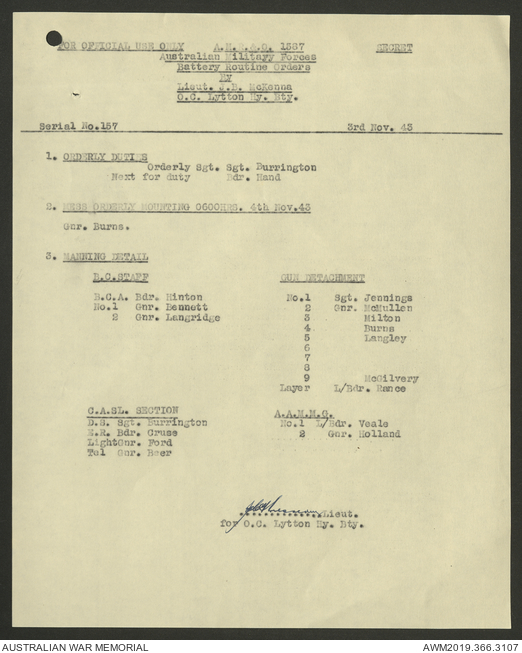 FOR OFFICIAL USE ONLY SECRET
Australian Military Forces
Battery Routine Orders
By
Lieut. J.B. McKenna
O.C. Lytton Hy. Bty.
Serial No.157 3rd Nov. 43
1. ORDERLY DUTIES
Orderly Sgt. Sgt. Burrington
Next for duty Bdr. Hand
2. MESS ORDERLY MOUNTING 0600HRS. 4th Nov.43
Gnr. Burns.
3. MANNING DETAIL
B.C.STAFF
B.C.A. Bdr. Hinton
No.1 Gnr. Bennett
2 Gnr. Langridge
GUN DETACHMENT
No.1 Sgt. Jennings
2 Gnr. McMullen
3 Milton
4 Burns
5 Langley
6
7
8
9 McGilvery
Layer L/Bdr. Rance
C.A.SL. SECTION
D.S. Sgt. Burrington
E.R. Bdr. Cruse
LightGnr. Ford
Tel Gnr. Beer
A.A.M.M.G.
No.1 L/Bdr. Veale
2 Gnr. Holland
Lieut.
for O.C. Lytton Hy. Bty.
AUSTRALIAN WAR MEMORIAL AWM2019.366.3107